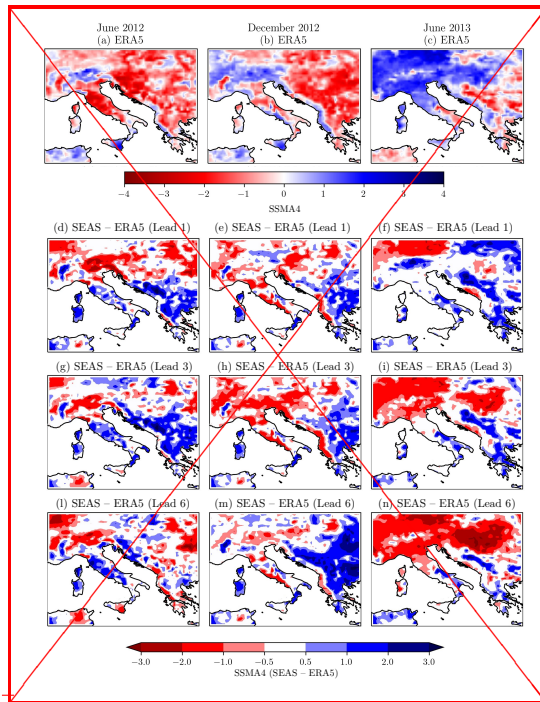 June 2012 December 2012 June 2013
(a) ERA5 (b) ERA5 (c) ERA5
−4 −3 −2 −1 0 1 2 3 4
SSMA4
(d) SEAS – ERA5 (Lead 1) (e) SEAS – ERA5 (Lead 1) (f) SEAS – ERA5 (Lead 1)
(g) SEAS – ERA5 (Lead 3) (h) SEAS – ERA5 (Lead 3) (i) SEAS – ERA5 (Lead 3)
(l) SEAS – ERA5 (Lead 6) (m) SEAS – ERA5 (Lead 6) (n) SEAS – ERA5 (Lead 6)
−3.0 −2.0 −1.0 −0.5 0.5 1.0 2.0 3.0
SSMA4 (SEAS – ERA5)